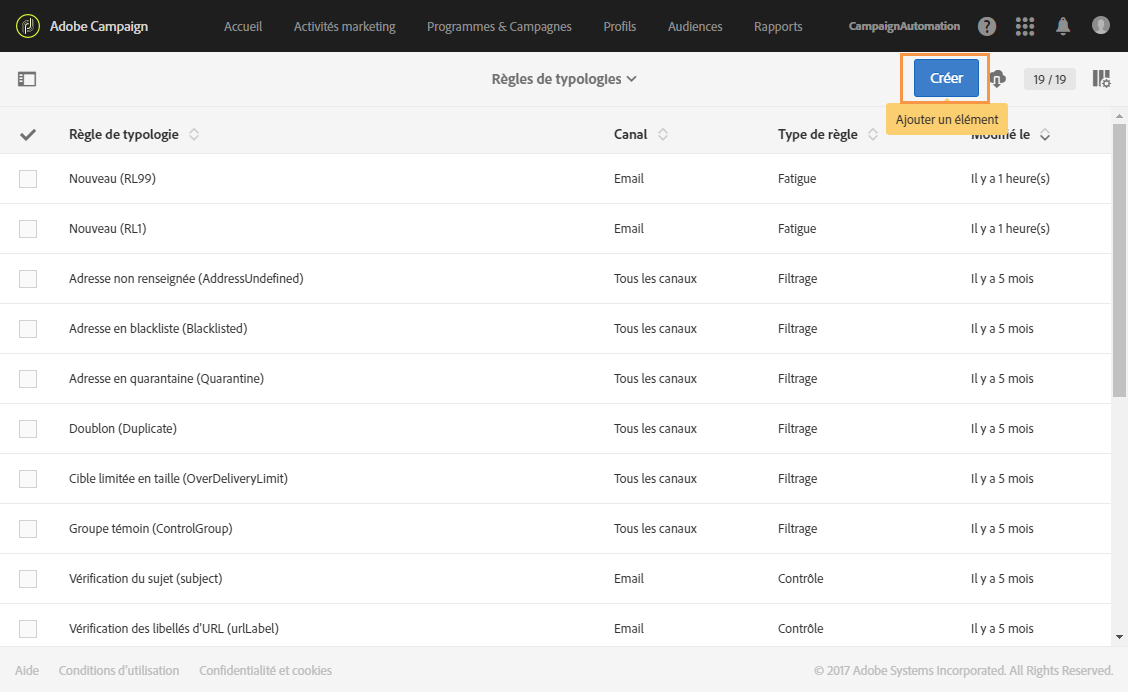 Adobe Campaign Accueil Activités marketing Programmes & Campagnes Profils Audiences Rapports CampaignAutomation ?
Règles de typologies Créer 19 / 19
Ajouter un élément
Règle de typologie Canal Type de règle Modifié le
Nouveau (RL99) Email Fatigue Il y a 1 heure(s)
Nouveau (RL1) Email Fatigue Il y a 1 heure(s)
Adresse non renseignée (AddressUndefined) Tous les canaux Filtrage Il y a 5 mois
Adresse en blackliste (Blacklisted) Tous les canaux Filtrage Il y a 5 mois
Adresse en quarantaine (Quarantine) Tous les canaux Filtrage Il y a 5 mois
Doublon (Duplicate) Tous les canaux Filtrage Il y a 5 mois
Cible limitée en taille (OverDeliveryLimit) Tous les canaux Filtrage Il y a 5 mois
Groupe témoin (ControlGroup) Tous les canaux Filtrage Il y a 5 mois
Vérification du sujet (subject) Email Contrôle Il y a 5 mois
Vérification des libellés d'URL (urlLabel) Email Contrôle Il y a 5 mois
Aide Conditions d'utilisation Confidentialité et cookies © 2017 Adobe Systems Incorporated. All Rights Reserved.